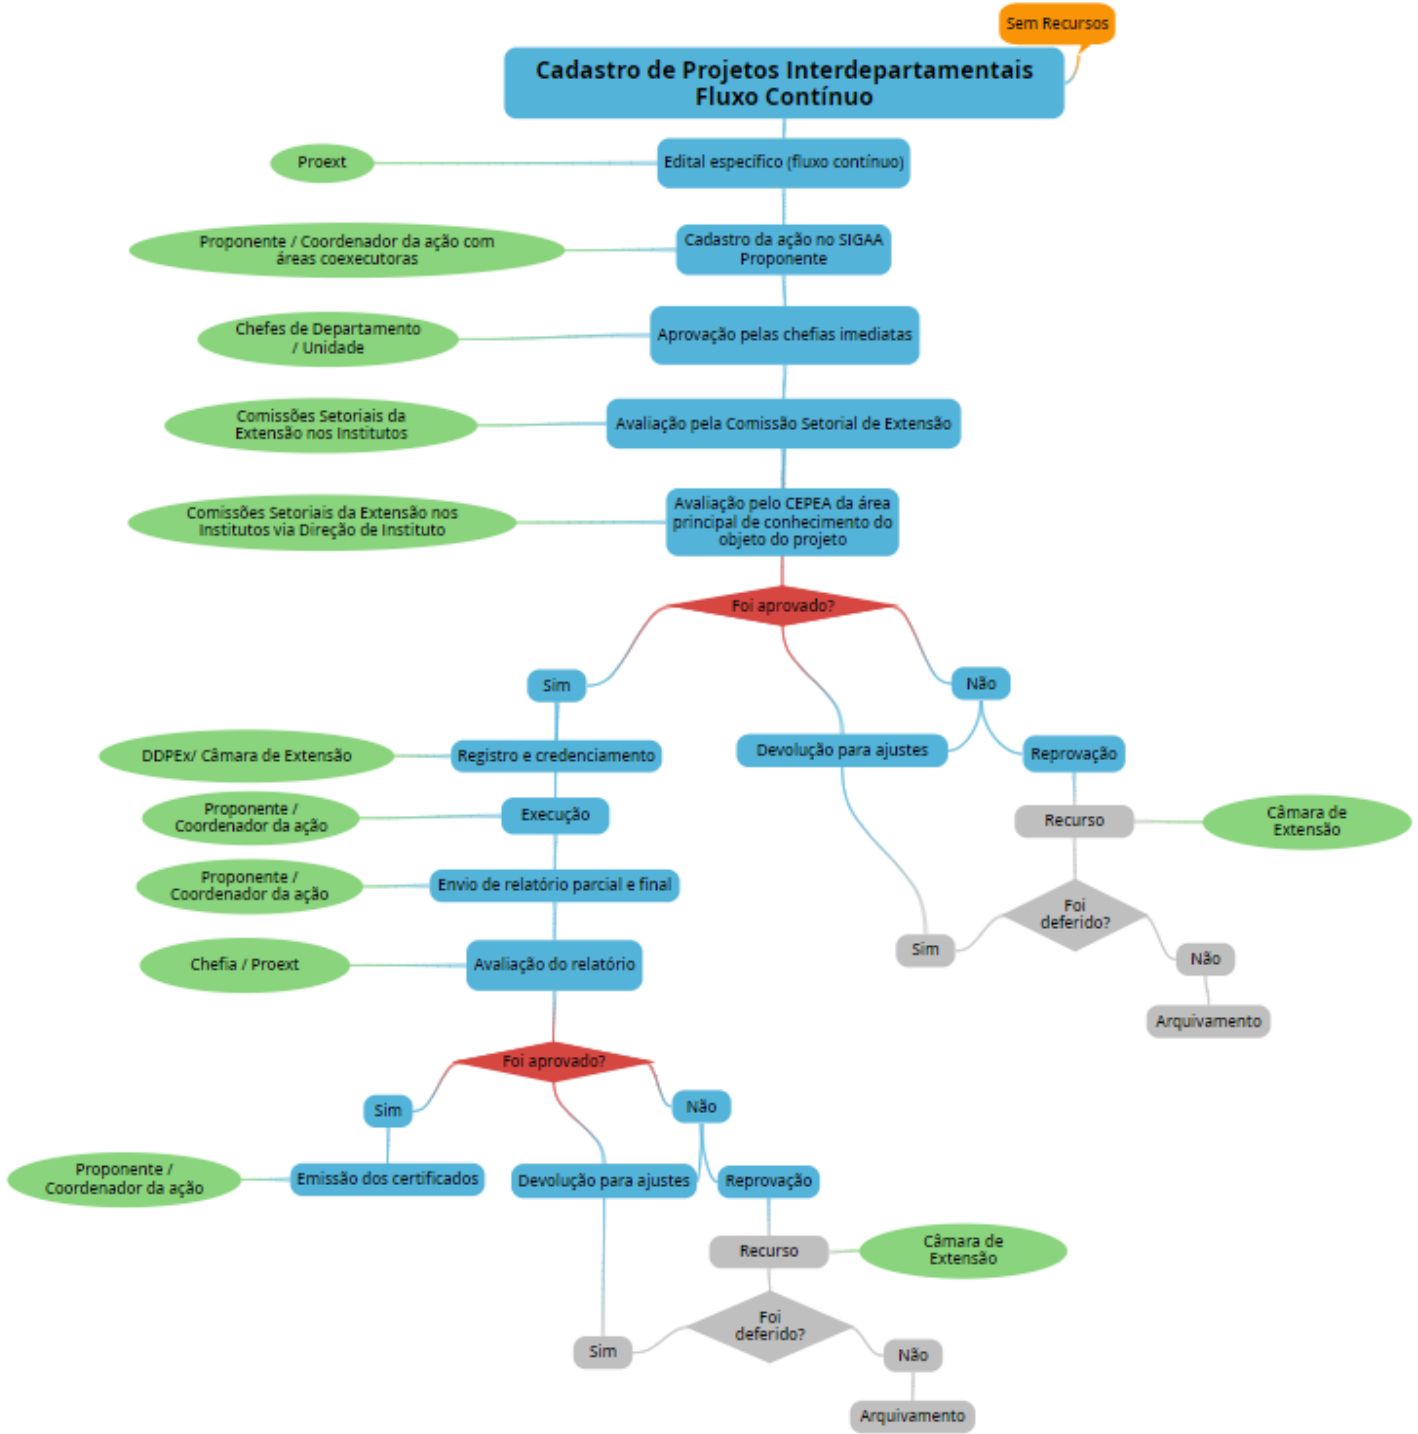 Sem Recursos
Cadastro de Projetos Interdepartamentais
Fluxo Contínuo
Proext
Edital específico (fluxo contínuo)
Proponente / Coordenador da ação com
áreas coexecutoras
Cadastro da ação no SIGAA
Proponente
Chefes de Departamento
/ Unidade
Aprovação pelas chefias imediatas
Comissões Setoriais da
Extensão nos Institutos
Avaliação pela Comissão Setorial de Extensão
Comissões Setoriais da Extensão nos
Institutos via Direção de Instituto
Avaliação pelo CEPEA da área
principal de conhecimento do
objeto do projeto
Foi aprovado?
Sim
Não
DDPEx/ Câmara de Extensão
Registro e credenciamento
Devolução para ajustes
Reprovação
Proponente /
Coordenador da ação
Execução
Recurso
Câmara de
Extensão
Proponente /
Coordenador da ação
Envio de relatório parcial e final
Foi
deferido?
Sim
Não
Chefia / Proext
Avaliação do relatório
Arquivamento
Foi aprovado?
Sim
Não
Proponente /
Coordenador da ação
Emissão dos certificados
Devolução para ajustes
Reprovação
Recurso
Câmara de
Extensão
Foi
deferido?
Sim
Não
Arquivamento